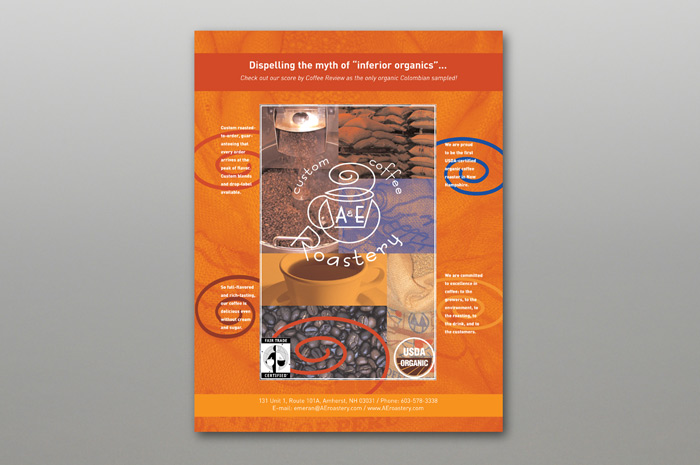 Dispelling the myth of "inferior organics"...
Check out our score by Coffee Review as the only organic Colombian sampled!
Custom roasted-
to-order, guar-
anteeing that
every order
arrives at the
peak of flavor.
Custom blends
and drop-label
available.
We are proud
to be the first
USDA-certified
organic coffee
roaster in New
Hampshire.
custom coffee
A&E
roastery
So full-flavored
and rich-tasting,
our coffee is
delicious even
without cream
and sugar.
We are committed
to excellence in
coffee: to the
growers, to the
environment, to
the roasting, to
the drink, and to
the customers.
FAIR TRADE
CERTIFIED
USDA
ORGANIC
131 Unit 1, Route 101A, Amherst, NH 03031 / Phone: 603-578-3338
E-mail: emeran@AEroastery.com / www.AEroastery.com